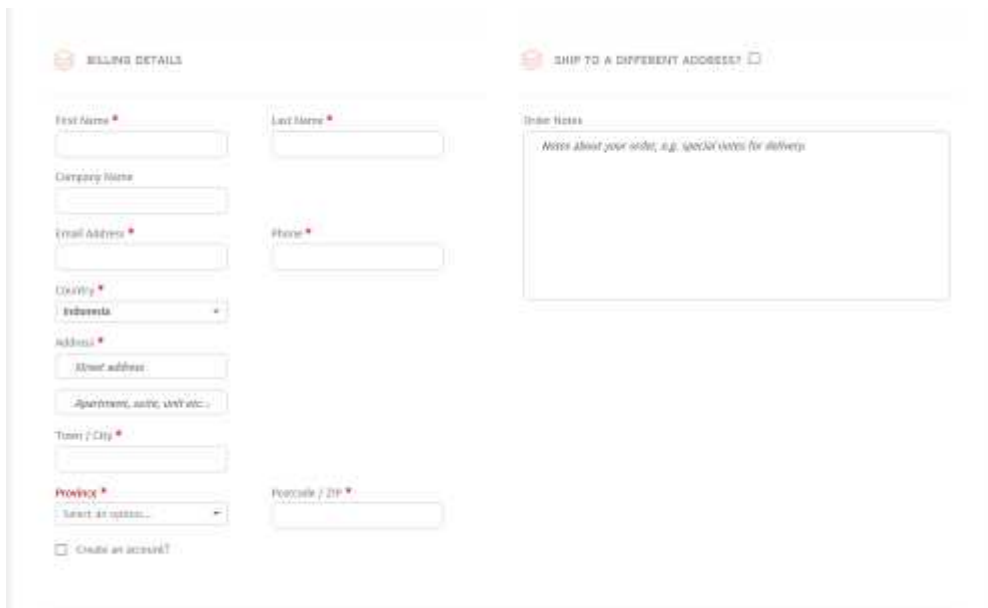 BILLING DETAILS
First Name *
Last Name *
Company Name
Email Address *
Phone *
Country *
Indonesia
Address *
Street address
Apartment, suite, unit etc...
Town / City *
Province *
Select an option...
Postcode / ZIP *
Create an account?
SHIP TO A DIFFERENT ADDRESS?
Order Notes
Notes about your order, e.g. special notes for delivery.